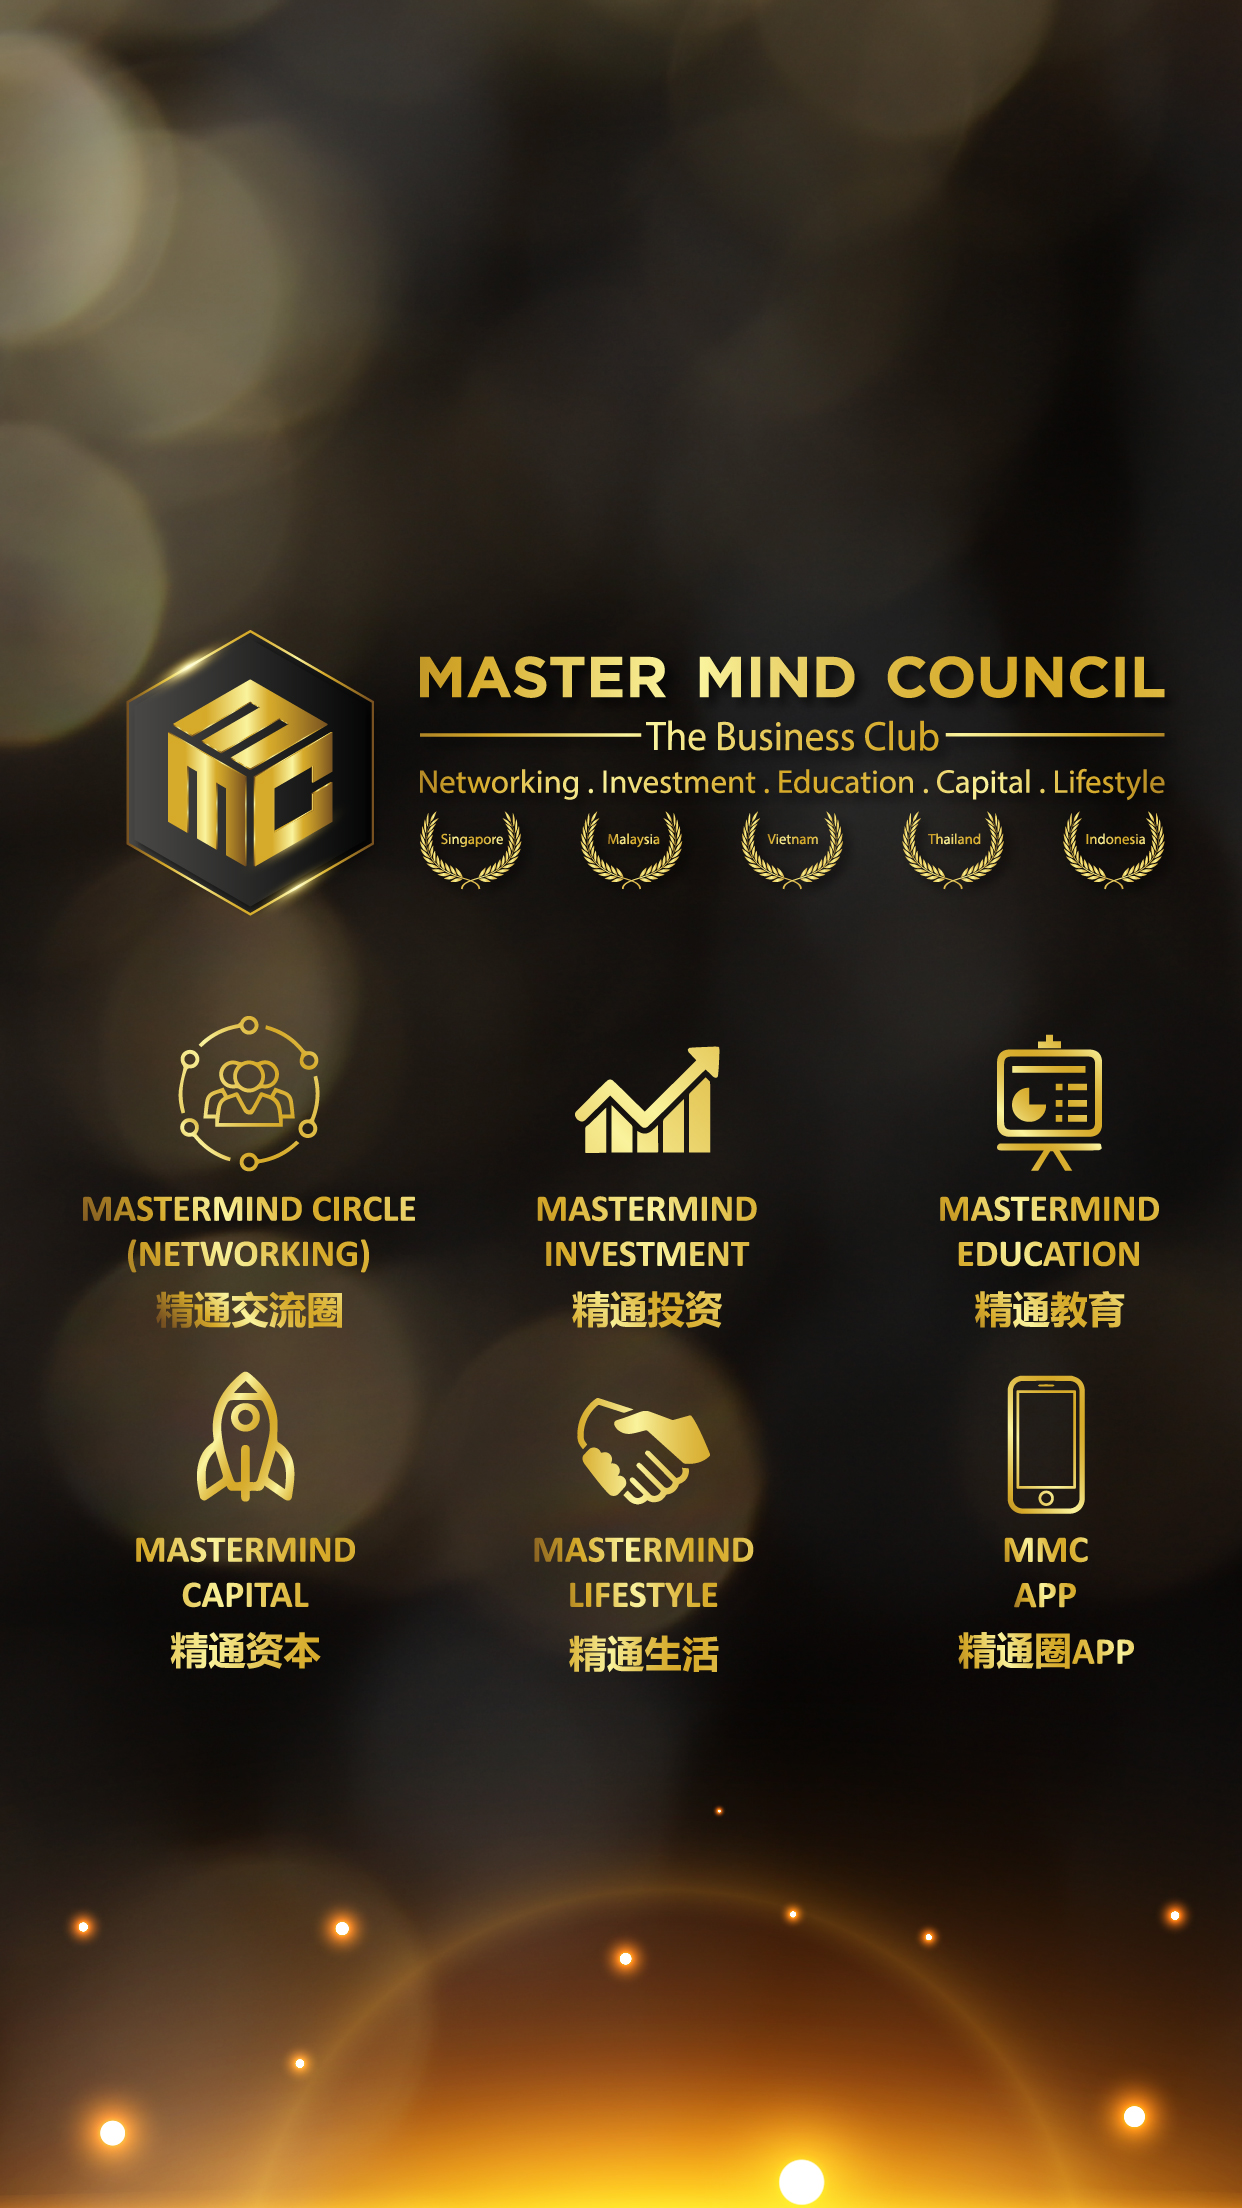 MMC
MASTER MIND COUNCIL
The Business Club
Networking . Investment . Education . Capital . Lifestyle
Singapore Malaysia Vietnam Thailand Indonesia
MASTERMIND CIRCLE
(NETWORKING)
精通交流圈
MASTERMIND
INVESTMENT
精通投资
MASTERMIND
EDUCATION
精通教育
MASTERMIND
CAPITAL
精通资本
MASTERMIND
LIFESTYLE
精通生活
MMC
APP
精通圈APP